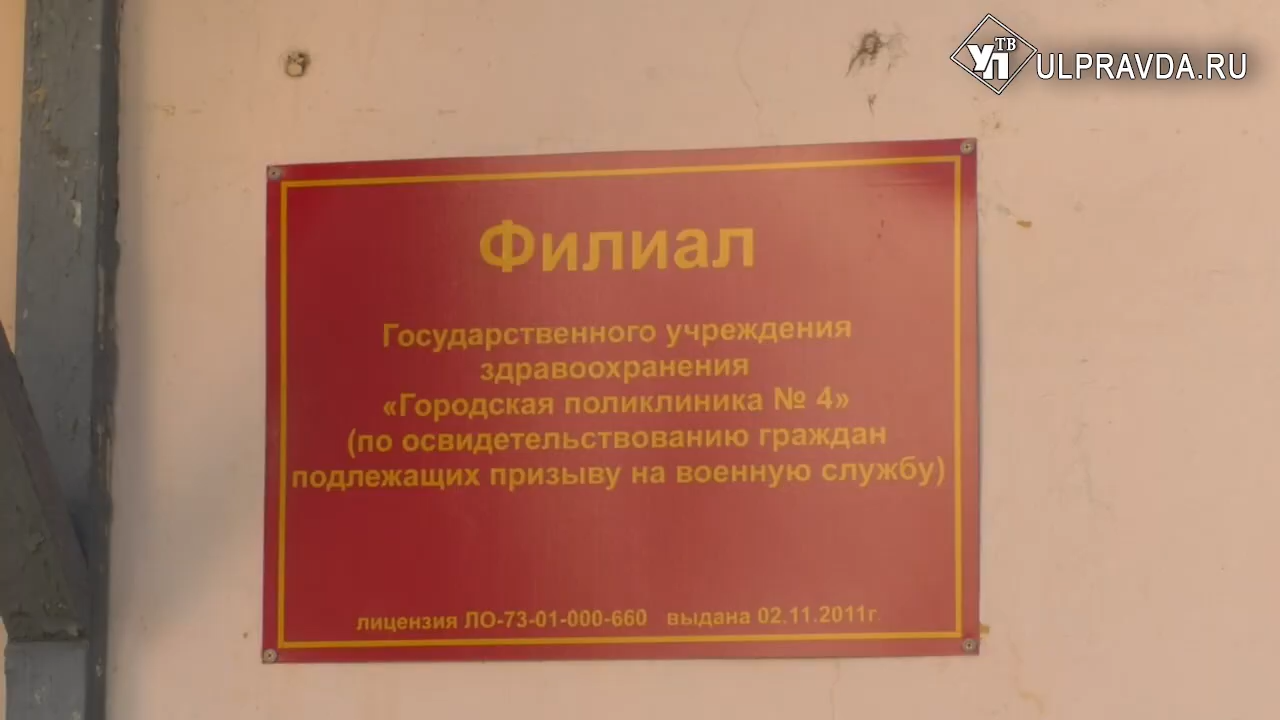 УП ТВ ULPRAVDA.RU
Филиал
Государственного учреждения
здравоохранения
«Городская поликлиника № 4»
(по освидетельствованию граждан
подлежащих призыву на военную службу)
лицензия ЛО-73-01-000-660 выдана 02.11.2011г.